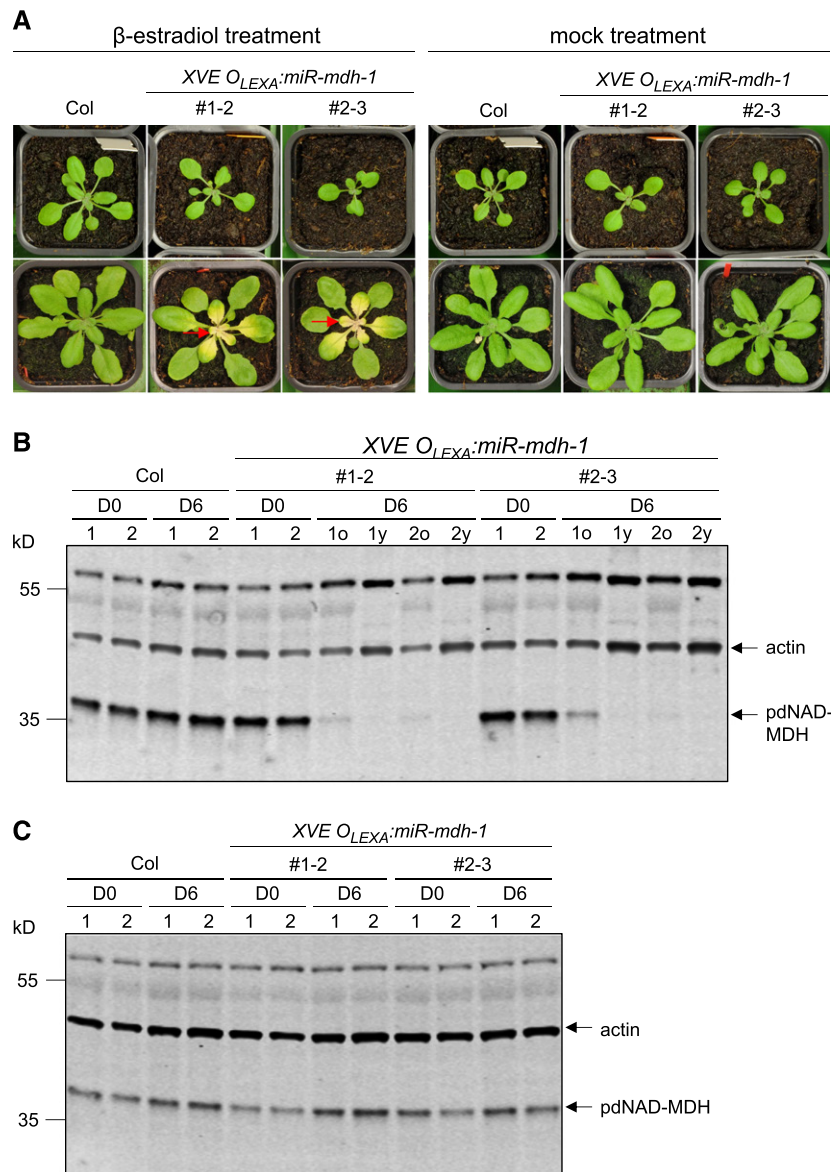 A
β-estradiol treatment mock treatment
XVE O_LEXA:miR-mdh-1 XVE O_LEXA:miR-mdh-1
Col #1-2 #2-3 Col #1-2 #2-3
B
XVE O_LEXA:miR-mdh-1
Col #1-2 #2-3
D0 D6 D0 D6 D0 D6
kD 1 2 1 2 1 2 1o 1y 2o 2y 1 2 1o 1y 2o 2y
55
actin
35 pdNAD-
MDH
C
XVE O_LEXA:miR-mdh-1
Col #1-2 #2-3
D0 D6 D0 D6 D0 D6
kD 1 2 1 2 1 2 1 2 1 2 1 2
55
actin
pdNAD-MDH
35